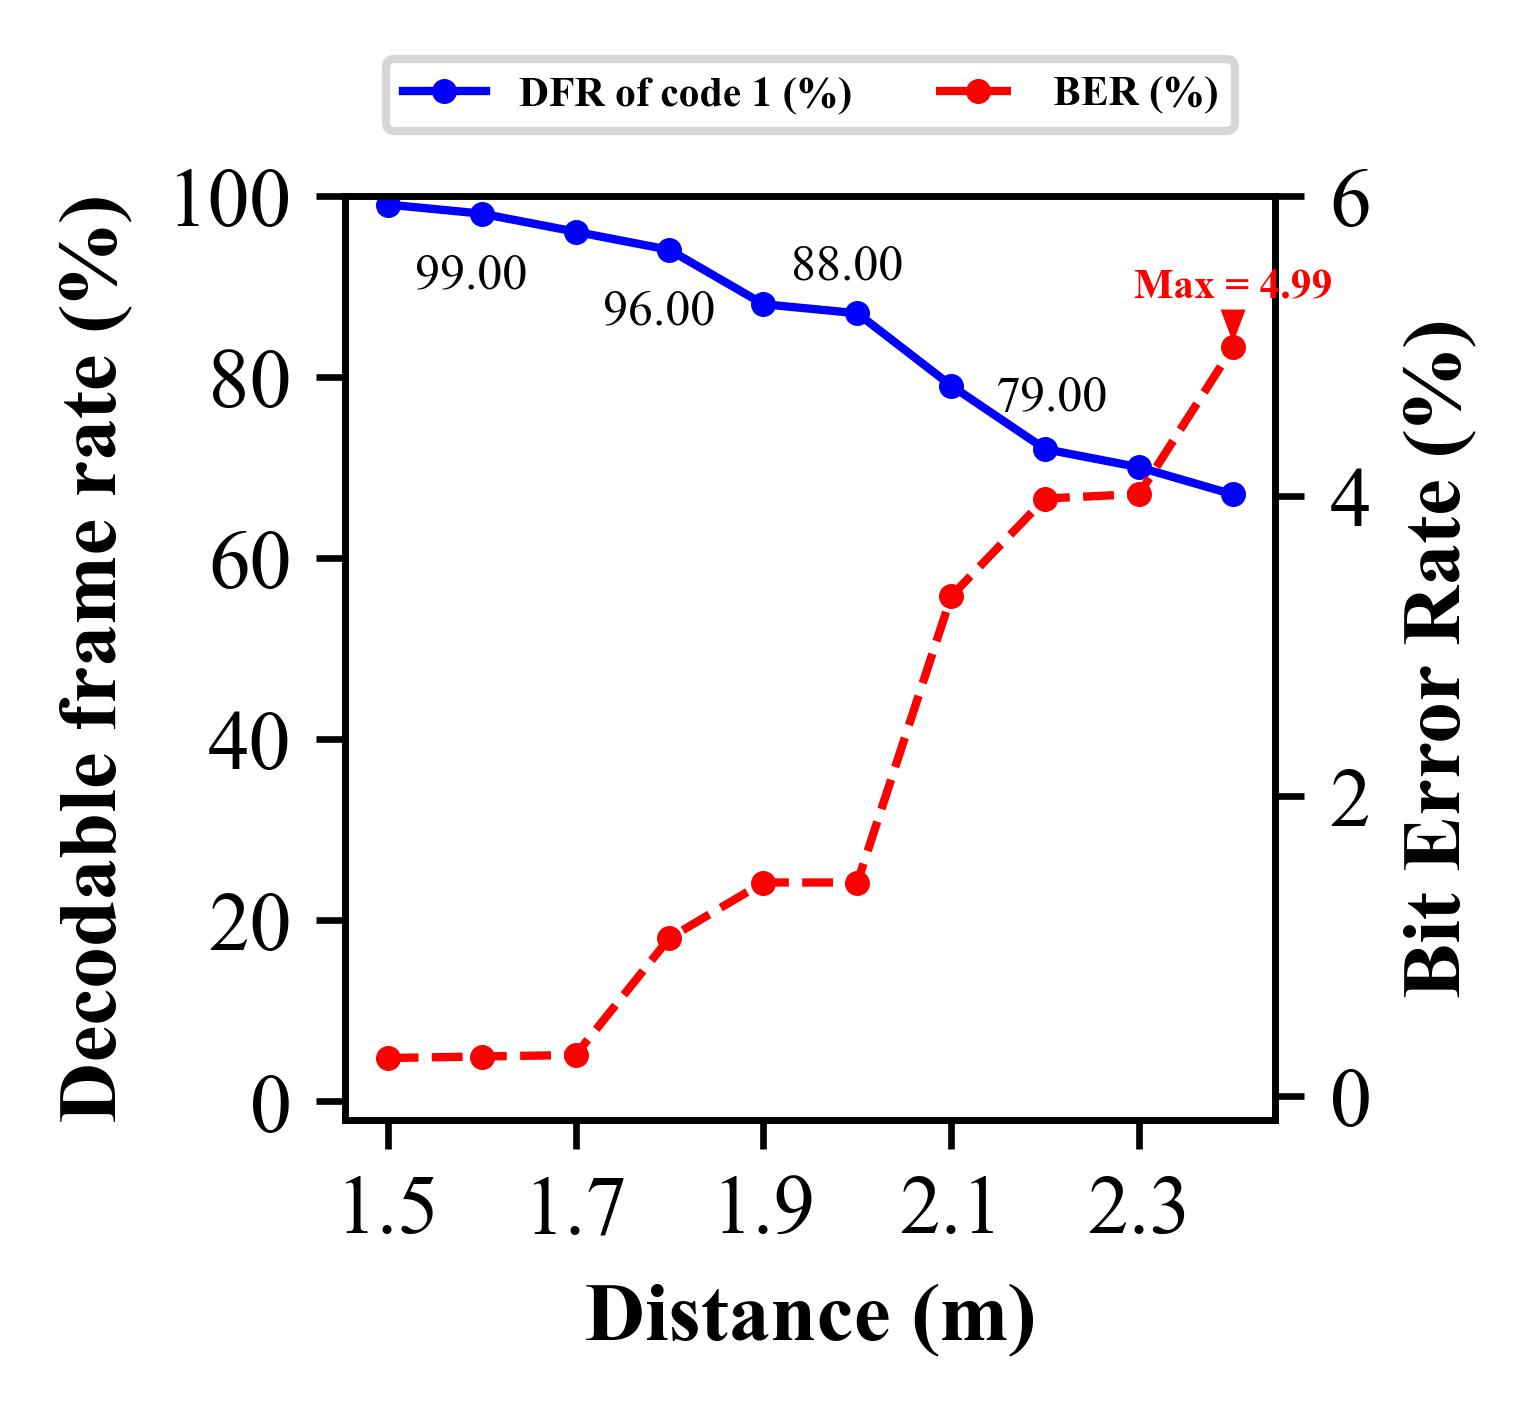 DFR of code 1 (%) BER (%)
100
80
60
40
20
0
Decodable frame rate (%)
99.00
96.00
88.00
79.00
Max = 4.99
6
4
2
0
Bit Error Rate (%)
1.5 1.7 1.9 2.1 2.3
Distance (m)